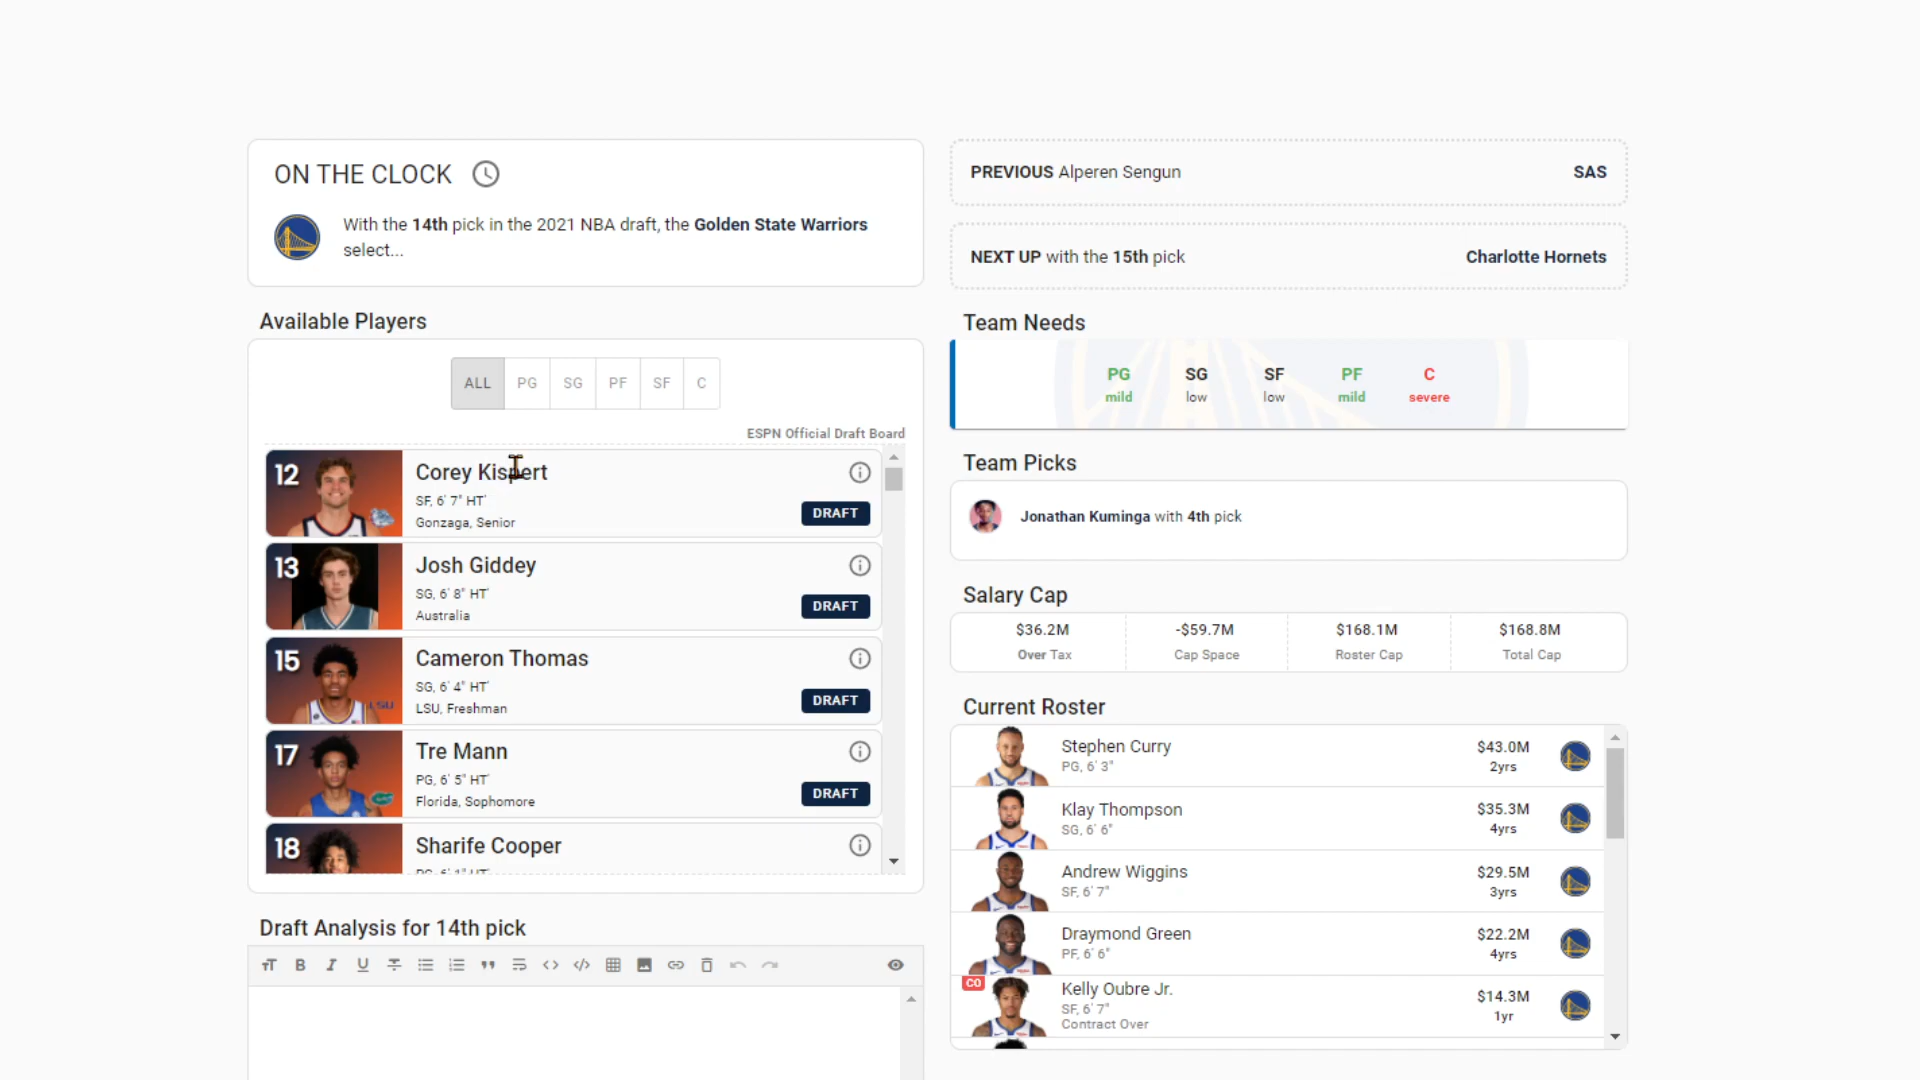 ON THE CLOCK
With the 14th pick in the 2021 NBA draft, the Golden State Warriors
select...
Available Players
ALL PG SG PF SF C
ESPN Official Draft Board
12
Corey Kispert
SF, 6' 7" HT'
Gonzaga, Senior
DRAFT
13
Josh Giddey
SG, 6' 8" HT'
Australia
DRAFT
15
Cameron Thomas
SG, 6' 4" HT'
LSU, Freshman
DRAFT
17
Tre Mann
PG, 6' 5" HT'
Florida, Sophomore
DRAFT
18
Sharife Cooper
PG, 6' 1" HT'
Draft Analysis for 14th pick
PREVIOUS Alperen Sengun SAS
NEXT UP with the 15th pick Charlotte Hornets
Team Needs
PG SG SF PF C
mild low low mild severe
Team Picks
Jonathan Kuminga with 4th pick
Salary Cap
$36.2M -$59.7M $168.1M $168.8M
Over Tax Cap Space Roster Cap Total Cap
Current Roster
Stephen Curry $43.0M
PG, 6' 3" 2yrs
Klay Thompson $35.3M
SG, 6' 6" 4yrs
Andrew Wiggins $29.5M
SF, 6' 7" 3yrs
Draymond Green $22.2M
PF, 6' 6" 4yrs
CO
Kelly Oubre Jr. $14.3M
SF, 6' 7" 1yr
Contract Over